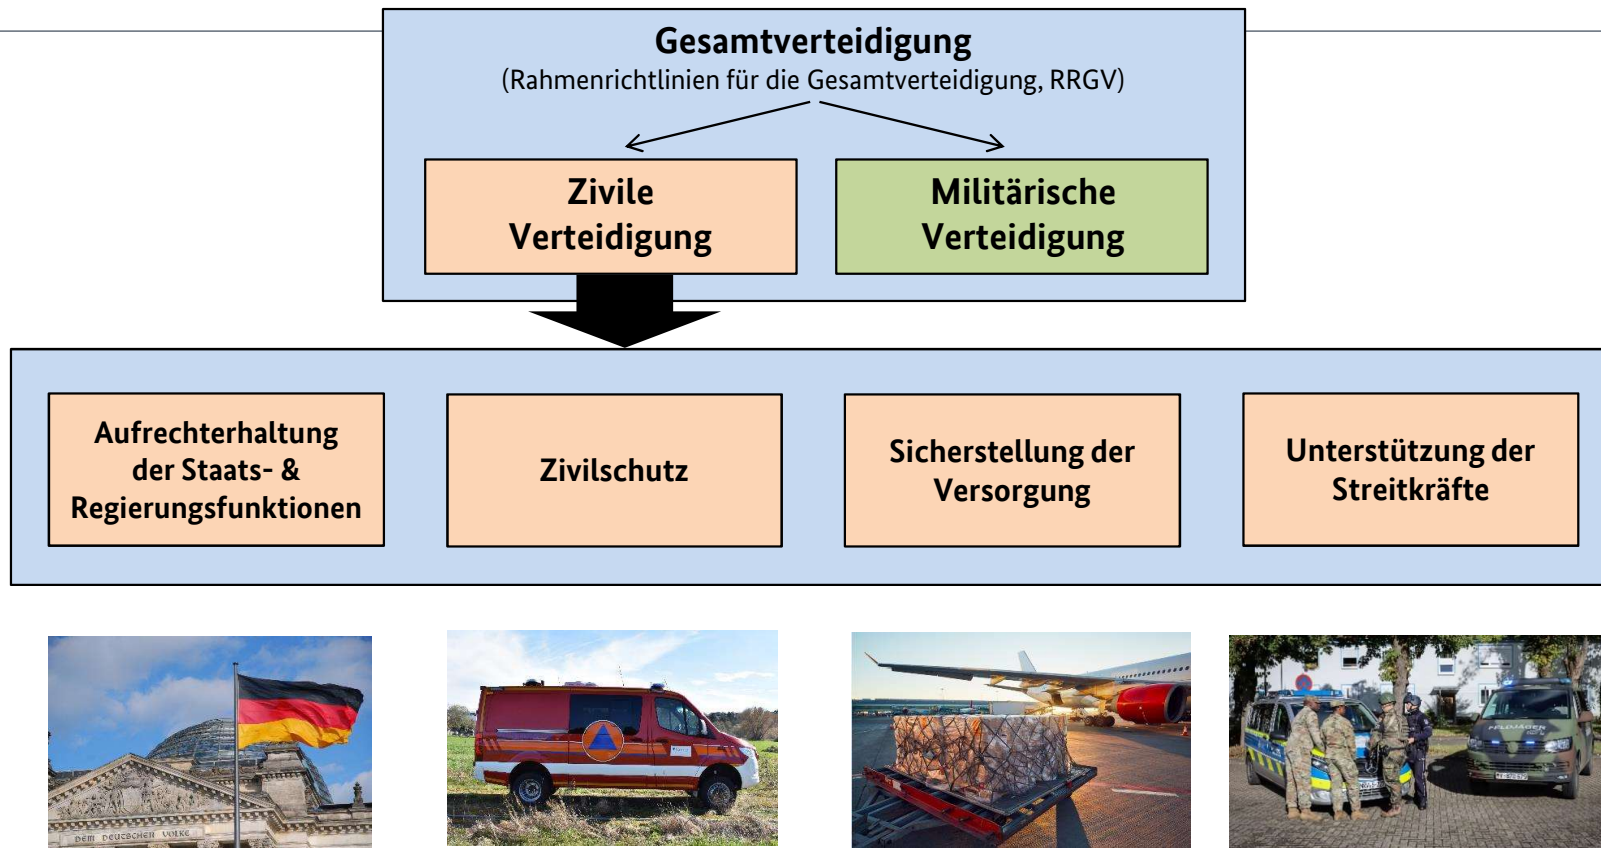 Gesamtverteidigung
(Rahmenrichtlinien für die Gesamtverteidigung, RRGV)
Zivile
Verteidigung
Militärische
Verteidigung
Aufrechterhaltung
der Staats- &
Regierungsfunktionen
Zivilschutz
Sicherstellung der
Versorgung
Unterstützung der
Streitkräfte
DEM DEUTSCHEN VOLKE
FELDJÄGER